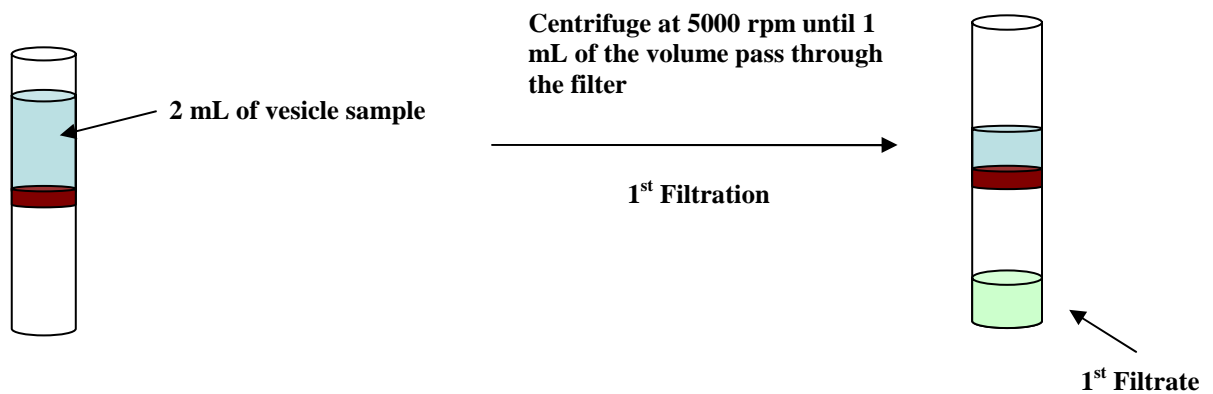 Centrifuge at 5000 rpm until 1
mL of the volume pass through
the filter
2 mL of vesicle sample
1st Filtration
1st Filtrate